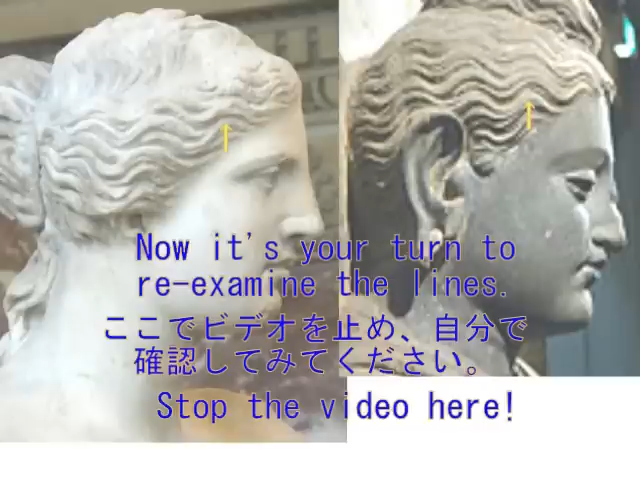 Now it's your turn to
re-examine the lines.
ここでビデオを止め、自分で
確認してみてください。
Stop the video here!